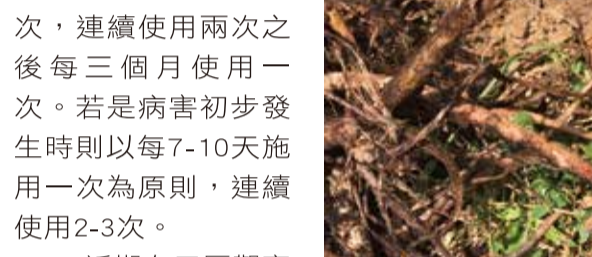 次，連續使用兩次之
後每三個月使用一
次。若是病害初步發
生時則以每7-10天施
用一次為原則，連續
使用2-3次。